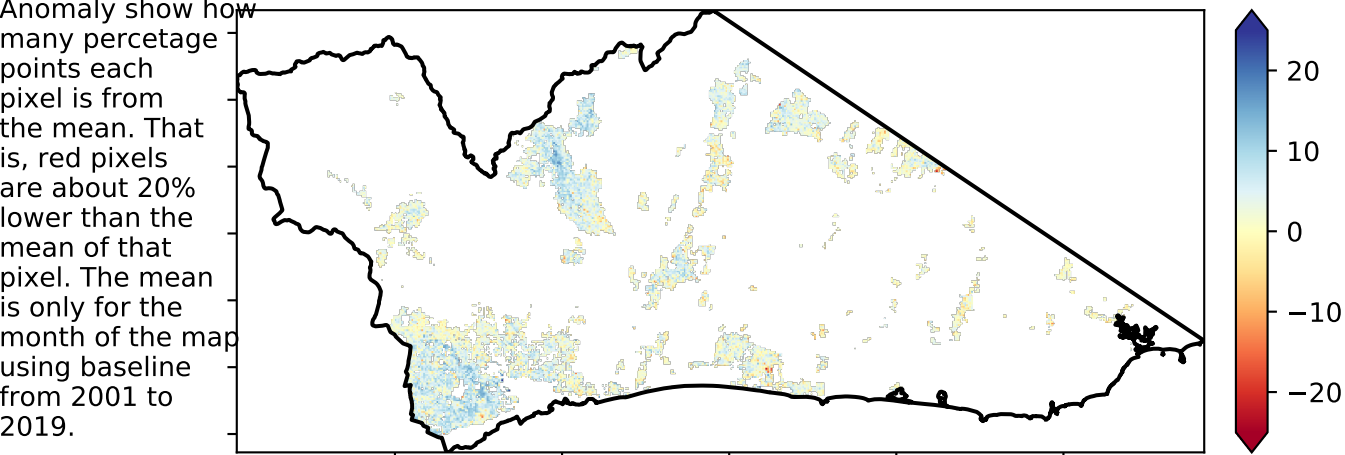 Anomaly show how
many percetage
points each
pixel is from
the mean. That
is, red pixels
are about 20%
lower than the
mean of that
pixel. The mean
is only for the
month of the map
using baseline
from 2001 to
2019.
20
10
0
−10
−20